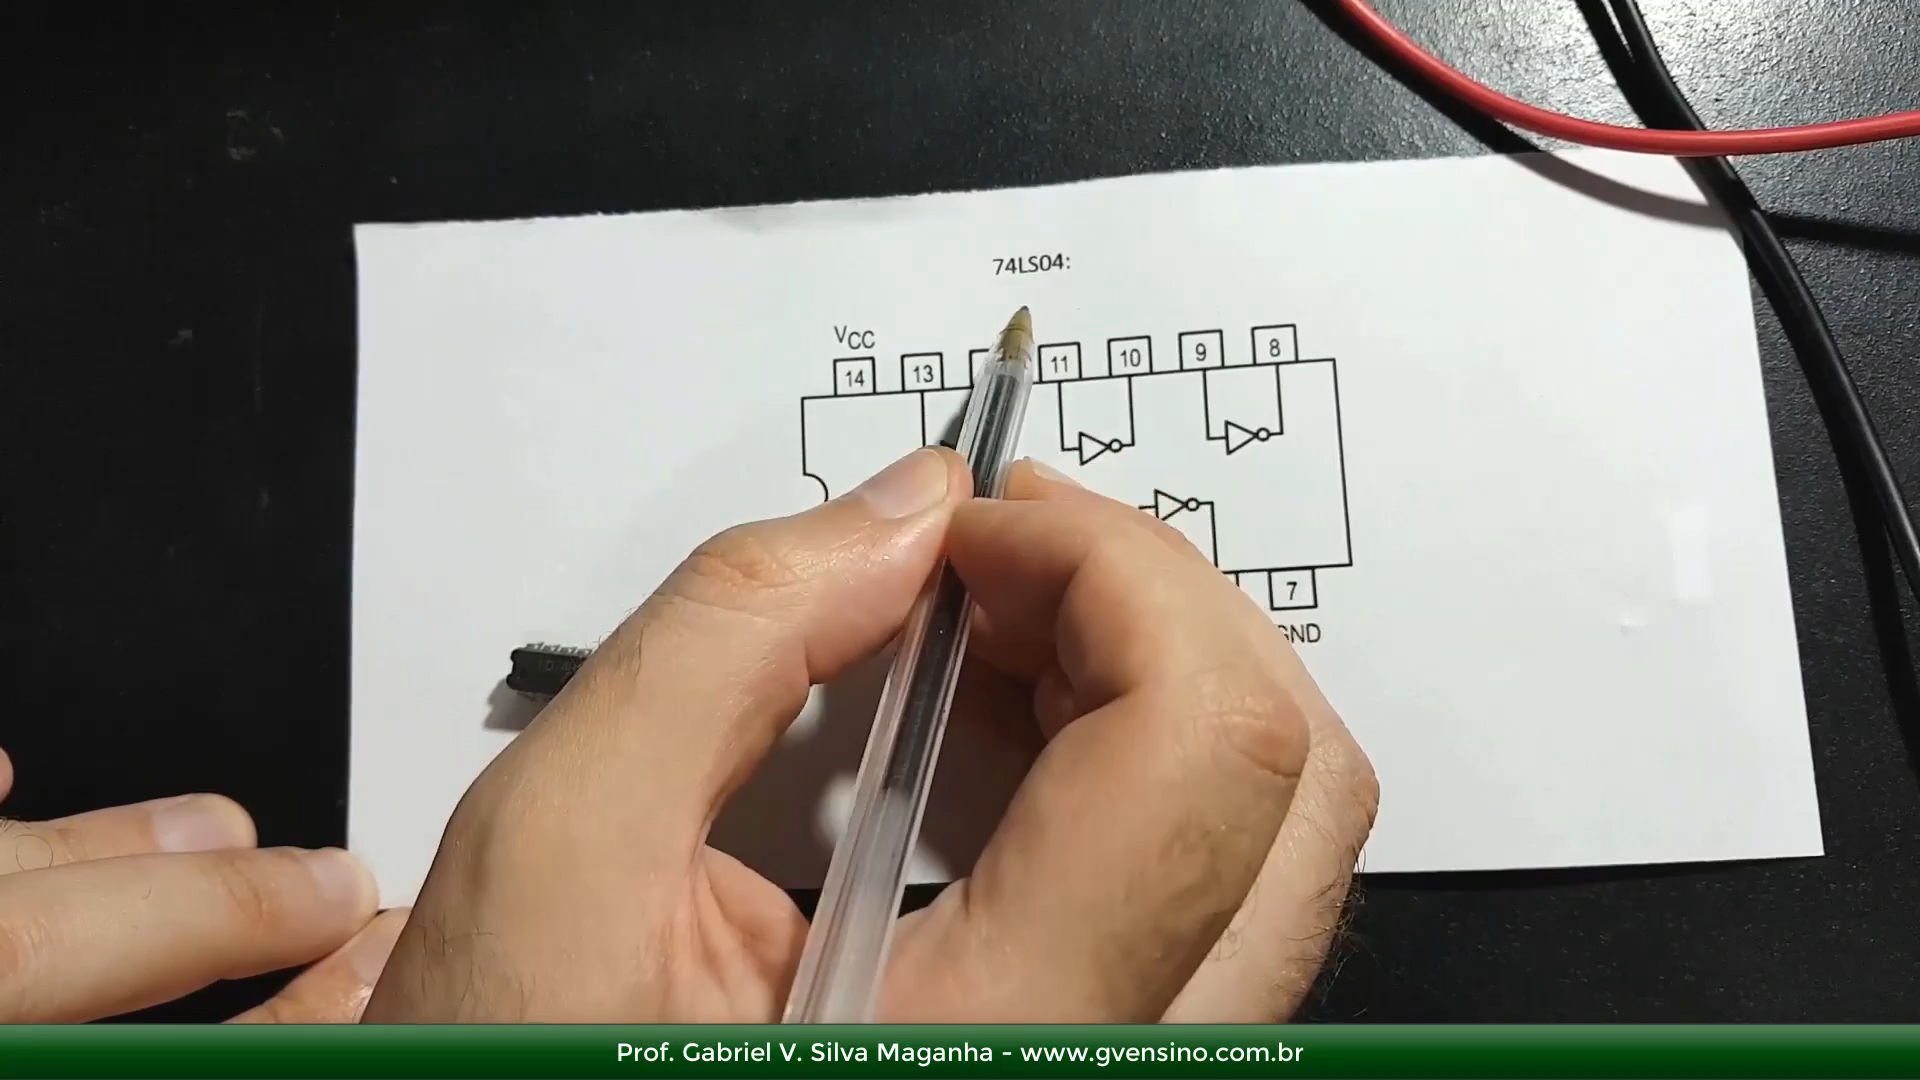 74LS04:
VCC
14 13 11 10 9 8
7
GND
Prof. Gabriel V. Silva Maganha - www.gvensino.com.br